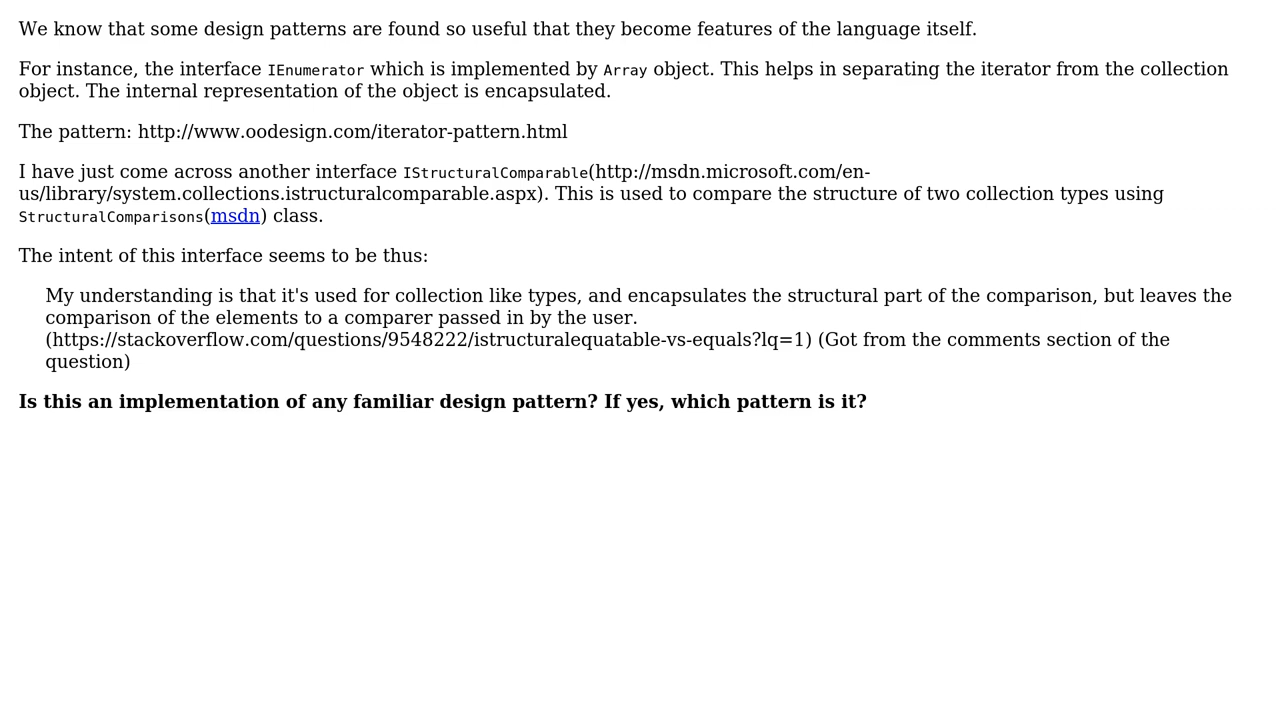 We know that some design patterns are found so useful that they become features of the language itself.
For instance, the interface IEnumerator which is implemented by Array object. This helps in separating the iterator from the collection
object. The internal representation of the object is encapsulated.
The pattern: http://www.oodesign.com/iterator-pattern.html
I have just come across another interface IStructuralComparable(http://msdn.microsoft.com/en-
us/library/system.collections.istructuralcomparable.aspx). This is used to compare the structure of two collection types using
StructuralComparisons(msdn) class.
The intent of this interface seems to be thus:
My understanding is that it's used for collection like types, and encapsulates the structural part of the comparison, but leaves the
comparison of the elements to a comparer passed in by the user.
(https://stackoverflow.com/questions/9548222/istructuralequatable-vs-equals?lq=1) (Got from the comments section of the
question)
Is this an implementation of any familiar design pattern? If yes, which pattern is it?